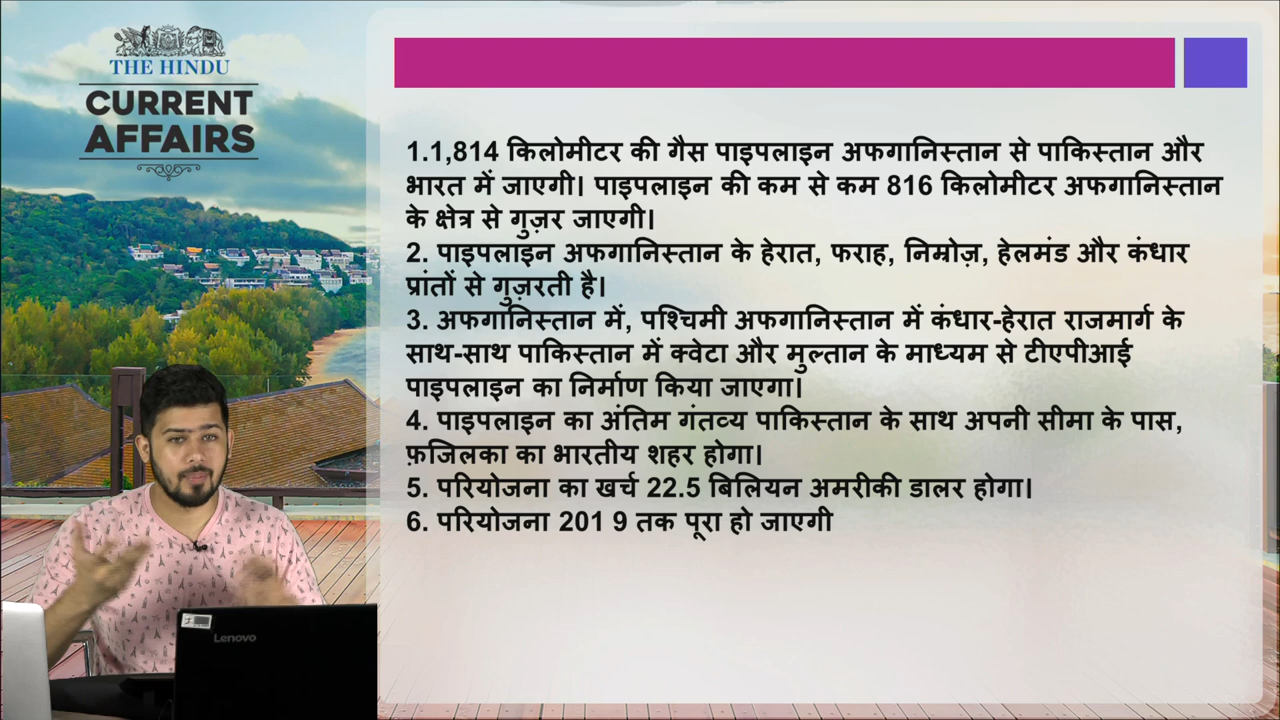 THE HINDU
CURRENT
AFFAIRS
1.1,814 किलोमीटर की गैस पाइपलाइन अफगानिस्तान से पाकिस्तान और
भारत में जाएगी। पाइपलाइन की कम से कम 816 किलोमीटर अफगानिस्तान
के क्षेत्र से गुज़र जाएगी।
2. पाइपलाइन अफगानिस्तान के हेरात, फराह, निम्रोज़, हेलमंड और कंधार
प्रांतों से गुज़रती है।
3. अफगानिस्तान में, पश्चिमी अफगानिस्तान में कंधार-हेरात राजमार्ग के
साथ-साथ पाकिस्तान में क्वेटा और मुल्तान के माध्यम से टीएपीआई
पाइपलाइन का निर्माण किया जाएगा।
4. पाइपलाइन का अंतिम गंतव्य पाकिस्तान के साथ अपनी सीमा के पास,
फ़जिलका का भारतीय शहर होगा।
5. परियोजना का खर्च 22.5 बिलियन अमरीकी डालर होगा।
6. परियोजना 201 9 तक पूरा हो जाएगी
Lenovo